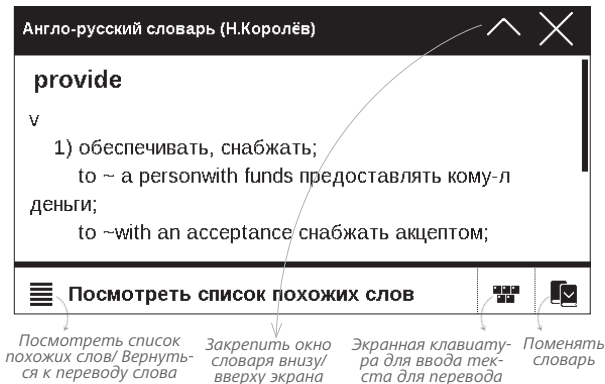 Англо-русский словарь (Н.Королёв)
provide
v
1) обеспечивать, снабжать;
to ~ a personwith funds предоставлять кому-л
деньги;
to ~with an acceptance снабжать акцептом;
Посмотреть список похожих слов
Посмотреть список
похожих слов/ Вернуть-
ся к переводу слова
Закрепить окно
словаря внизу/
вверху экрана
Экранная клавиату-
ра для ввода тек-
ста для перевода
Поменять
словарь